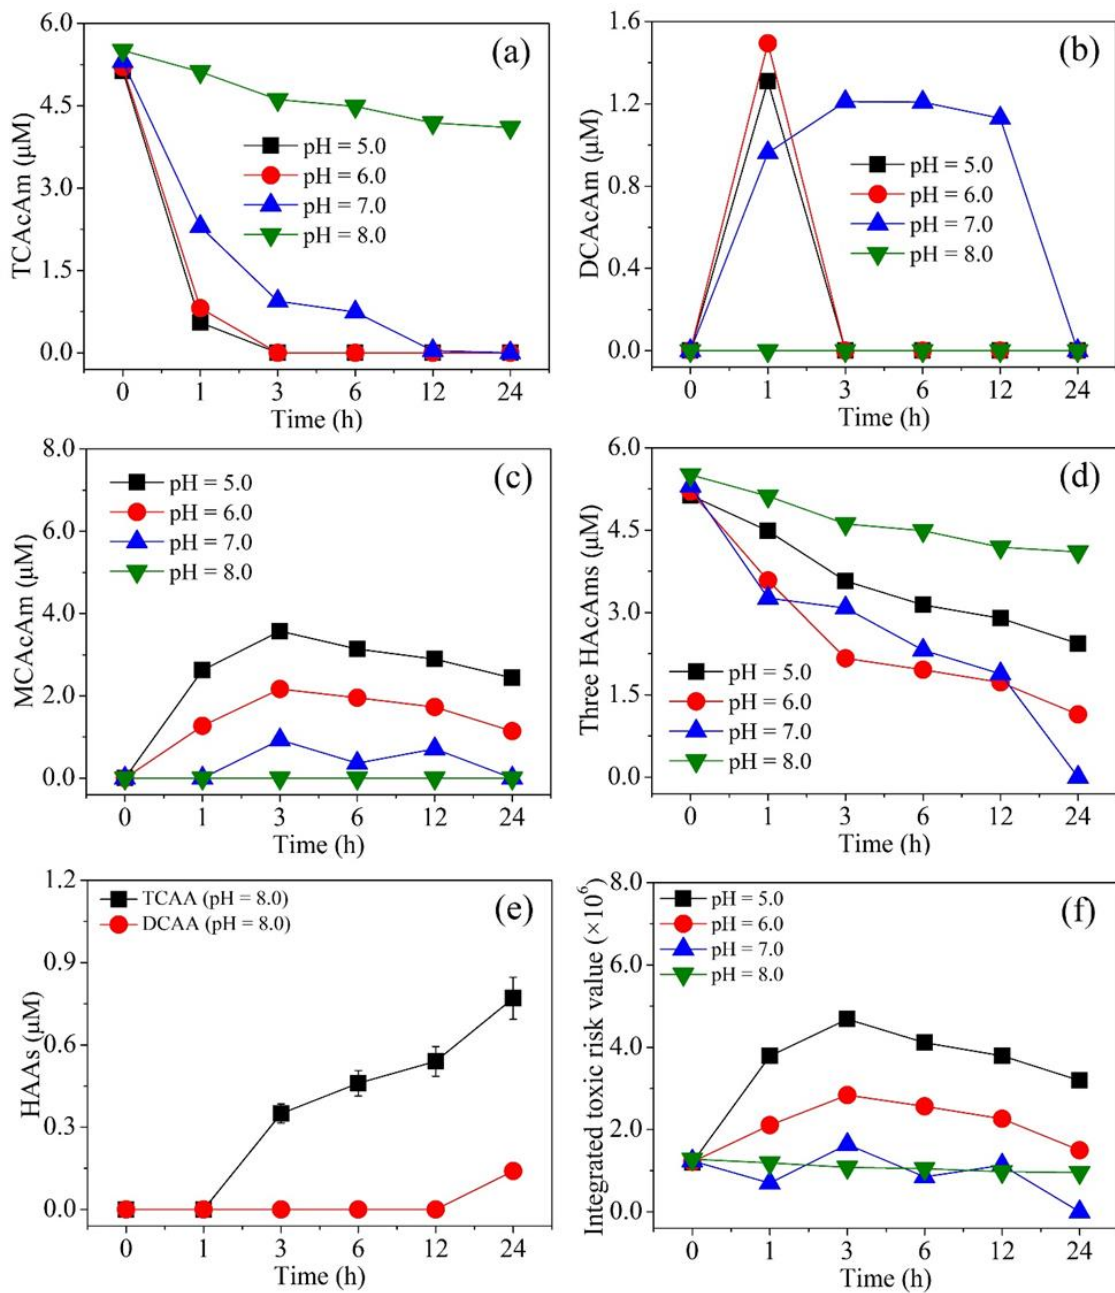 (a)
TCAcAm (μM)
6.0
4.5
3.0
1.5
0.0
pH = 5.0
pH = 6.0
pH = 7.0
pH = 8.0
0 1 3 6 12 24
Time (h)
(b)
DCAcAm (μM)
1.6
1.2
0.8
0.4
0.0
pH = 5.0
pH = 6.0
pH = 7.0
pH = 8.0
0 1 3 6 12 24
Time (h)
(c)
MCAcAm (μM)
8.0
6.0
4.0
2.0
0.0
pH = 5.0
pH = 6.0
pH = 7.0
pH = 8.0
0 1 3 6 12 24
Time (h)
(d)
Three HAcAms (μM)
6.0
4.5
3.0
1.5
0.0
pH = 5.0
pH = 6.0
pH = 7.0
pH = 8.0
0 1 3 6 12 24
Time (h)
(e)
HAAs (μM)
1.2
0.9
0.6
0.3
0.0
TCAA (pH = 8.0)
DCAA (pH = 8.0)
0 1 3 6 12 24
Time (h)
(f)
Integrated toxic risk value (×10⁶)
8.0
6.0
4.0
2.0
0.0
pH = 5.0
pH = 6.0
pH = 7.0
pH = 8.0
0 1 3 6 12 24
Time (h)